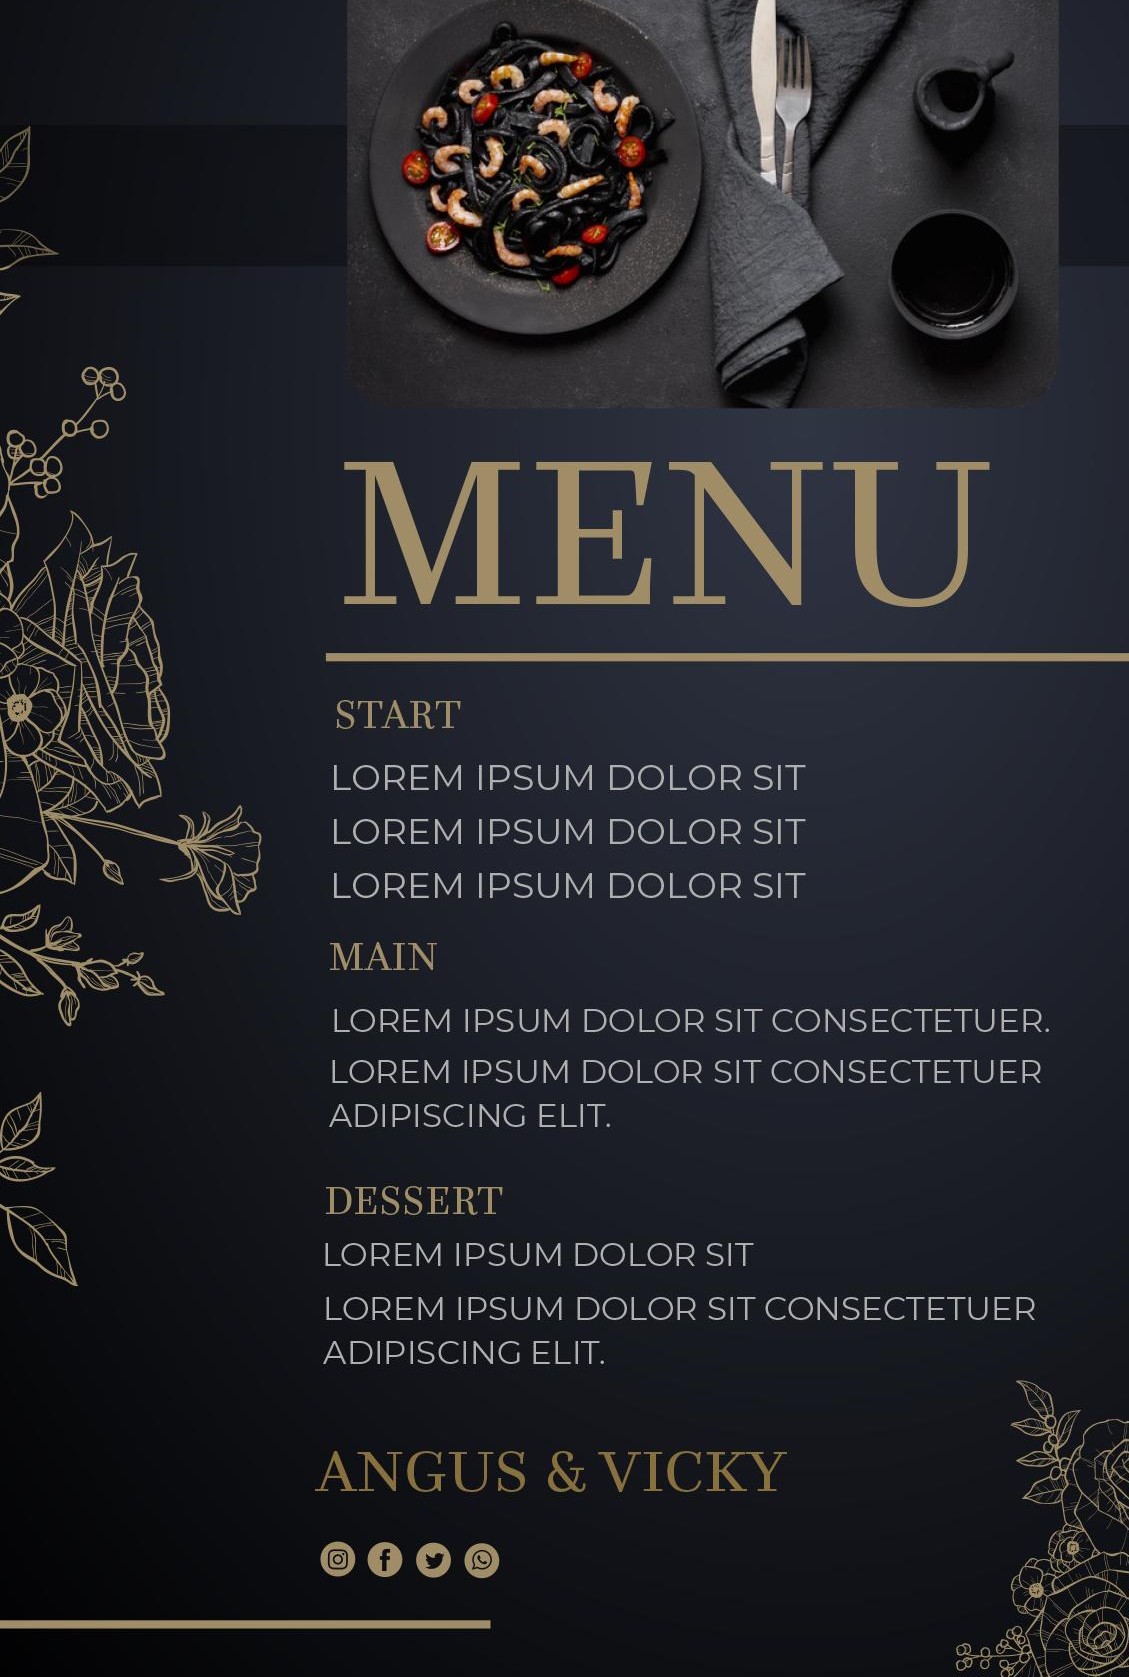 MENU
START
LOREM IPSUM DOLOR SIT
LOREM IPSUM DOLOR SIT
LOREM IPSUM DOLOR SIT
MAIN
LOREM IPSUM DOLOR SIT CONSECTETUER.
LOREM IPSUM DOLOR SIT CONSECTETUER
ADIPISCING ELIT.
DESSERT
LOREM IPSUM DOLOR SIT
LOREM IPSUM DOLOR SIT CONSECTETUER
ADIPISCING ELIT.
ANGUS & VICKY